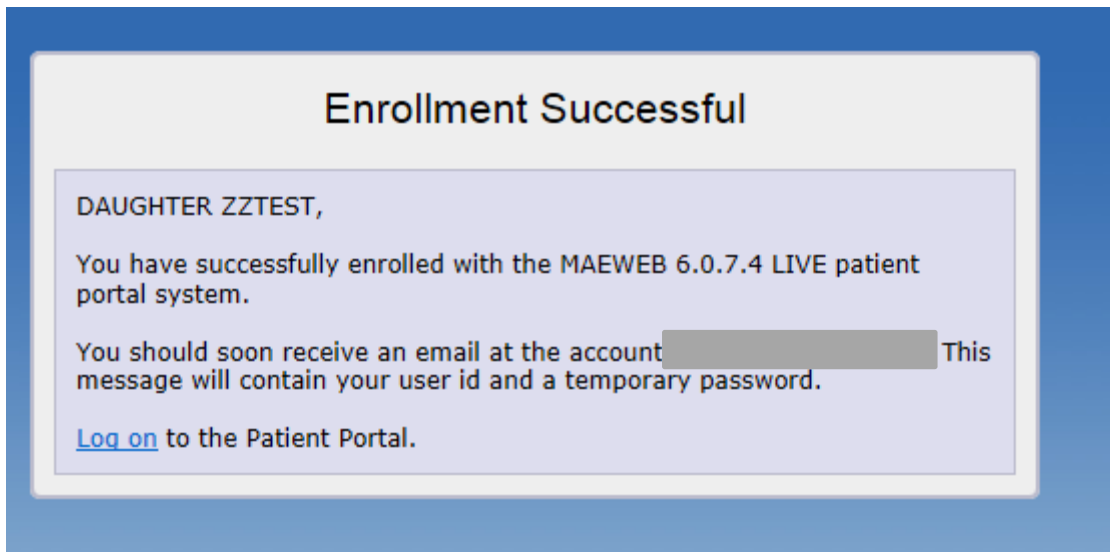 Enrollment Successful
DAUGHTER ZZTEST,
You have successfully enrolled with the MAEWEB 6.0.7.4 LIVE patient
portal system.
You should soon receive an email at the account This
message will contain your user id and a temporary password.
Log on to the Patient Portal.